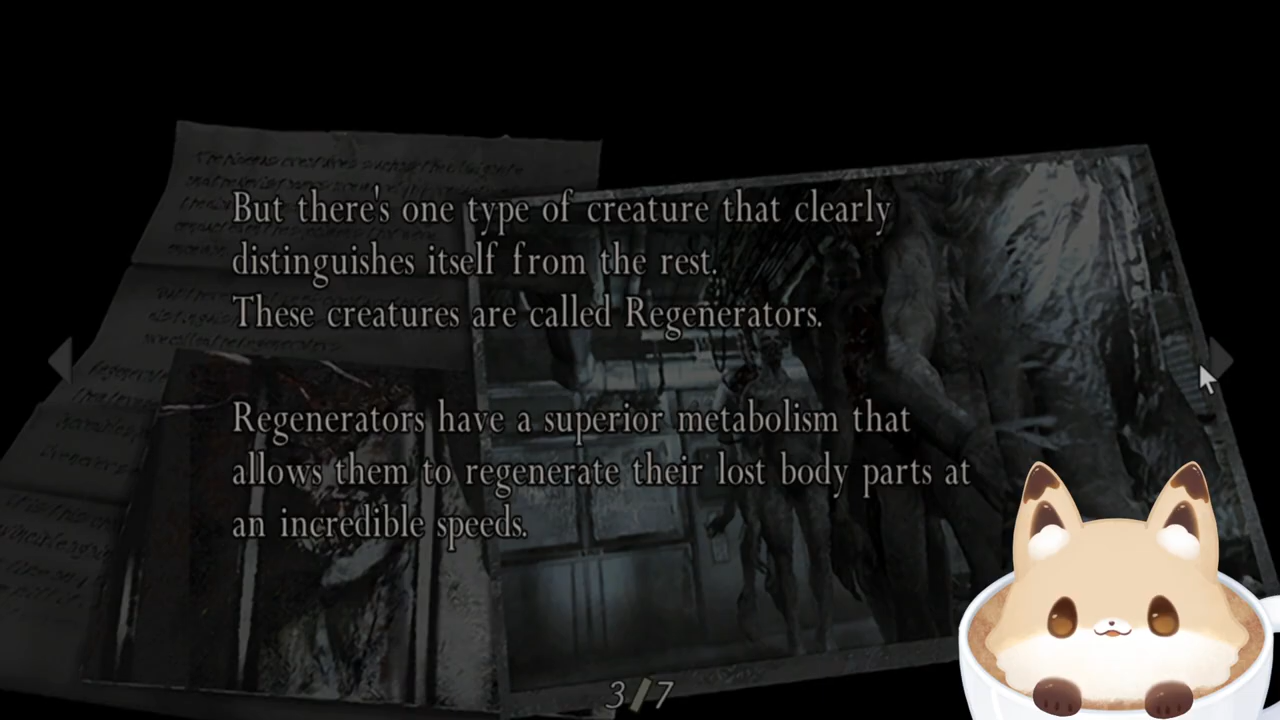 But there's one type of creature that clearly
distinguishes itself from the rest.
These creatures are called Regenerators.
Regenerators have a superior metabolism that
allows them to regenerate their lost body parts at
an incredible speeds.
3/7